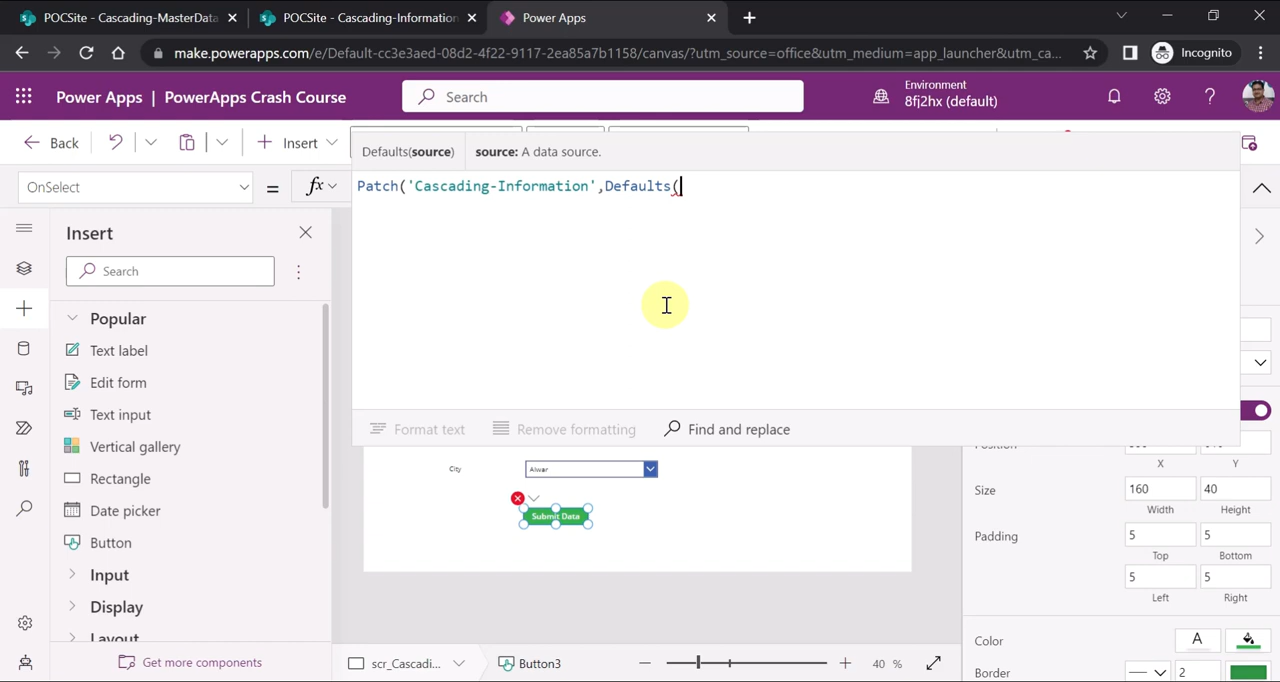 POCSite - Cascading-MasterData
POCSite - Cascading-Information
Power Apps
make.powerapps.com/e/Default-cc3e3aed-08d2-4f22-9117-2ea85a7b1158/canvas/?utm_source=office&utm_medium=app_launcher&utm_ca...
Incognito
Power Apps | PowerApps Crash Course
Search
Environment
8fj2hx (default)
Back
Insert
Defaults(source)
source: A data source.
OnSelect
=
fx
Patch('Cascading-Information',Defaults(
Insert
Search
Popular
Text label
Edit form
Text input
Vertical gallery
Rectangle
Date picker
Button
Input
Display
Layout
Get more components
Format text
Remove formatting
Find and replace
City
Alwar
Submit Data
X
Y
Size
160
40
Width
Height
Padding
5
5
Top
Bottom
5
5
Left
Right
Color
A
Border
2
scr_Cascadi...
Button3
40 %